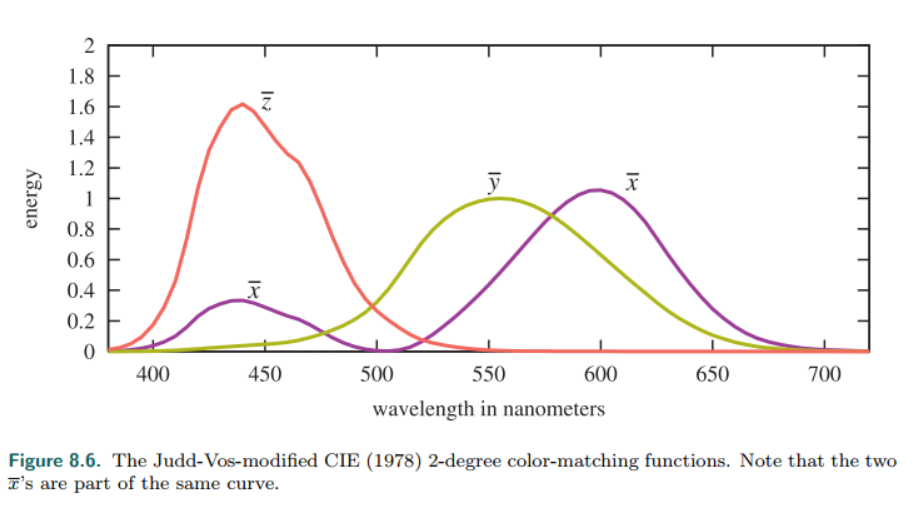 2
1.8
1.6
1.4
1.2
1
0.8
0.6
0.4
0.2
0
energy
z̅
x̅
y̅
x̅
400 450 500 550 600 650 700
wavelength in nanometers
Figure 8.6. The Judd-Vos-modified CIE (1978) 2-degree color-matching functions. Note that the two
x̅'s are part of the same curve.